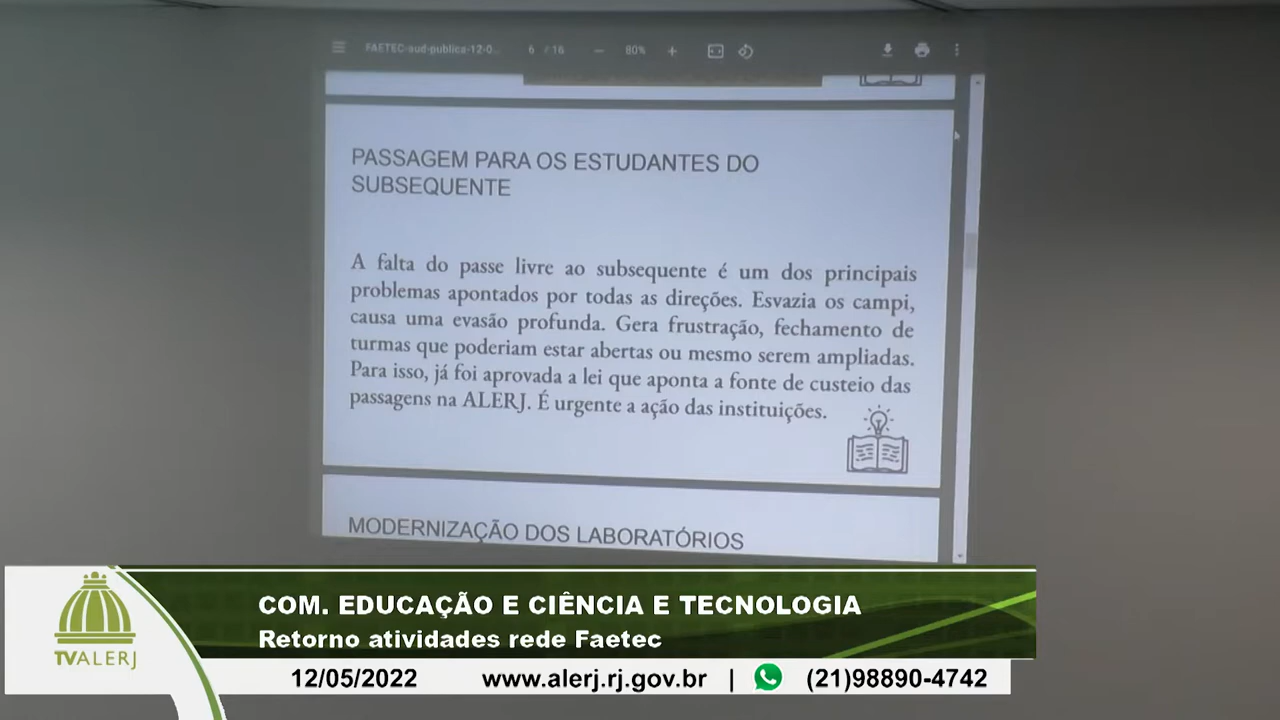 FAETEC-aud-publica-12-0...
6 / 16
80%
PASSAGEM PARA OS ESTUDANTES DO
SUBSEQUENTE
A falta do passe livre ao subsequente é um dos principais
problemas apontados por todas as direções. Esvazia os campi,
causa uma evasão profunda. Gera frustração, fechamento de
turmas que poderiam estar abertas ou mesmo serem ampliadas.
Para isso, já foi aprovada a lei que aponta a fonte de custeio das
passagens na ALERJ. É urgente a ação das instituições.
MODERNIZAÇÃO DOS LABORATÓRIOS
COM. EDUCAÇÃO E CIÊNCIA E TECNOLOGIA
Retorno atividades rede Faetec
TVALERJ
12/05/2022 www.alerj.rj.gov.br | (21)98890-4742